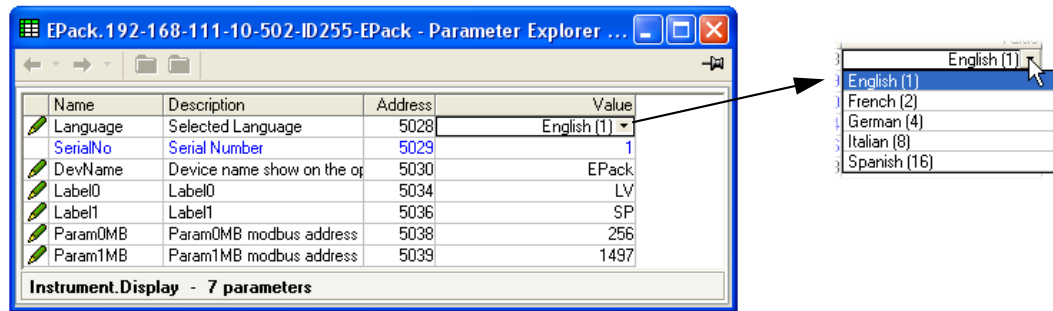 EPack.192-168-111-10-502-ID255-EPack - Parameter Explorer ...
Name Description Address Value
Language Selected Language 5028 English (1)
SerialNo Serial Number 5029 1
DevName Device name show on the op 5030 EPack
Label0 Label0 5034 LV
Label1 Label1 5036 SP
Param0MB Param0MB modbus address 5038 256
Param1MB Param1MB modbus address 5039 1497
Instrument.Display - 7 parameters
English (1)
English (1)
French (2)
German (4)
Italian (8)
Spanish (16)